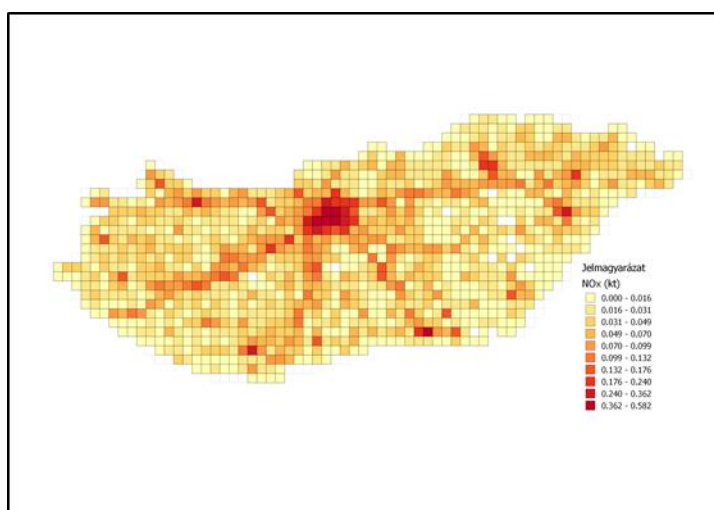 Jelmagyarázat
NOx (kt)
0.000 - 0.016
0.016 - 0.031
0.031 - 0.049
0.049 - 0.070
0.070 - 0.099
0.099 - 0.132
0.132 - 0.176
0.176 - 0.240
0.240 - 0.362
0.362 - 0.582